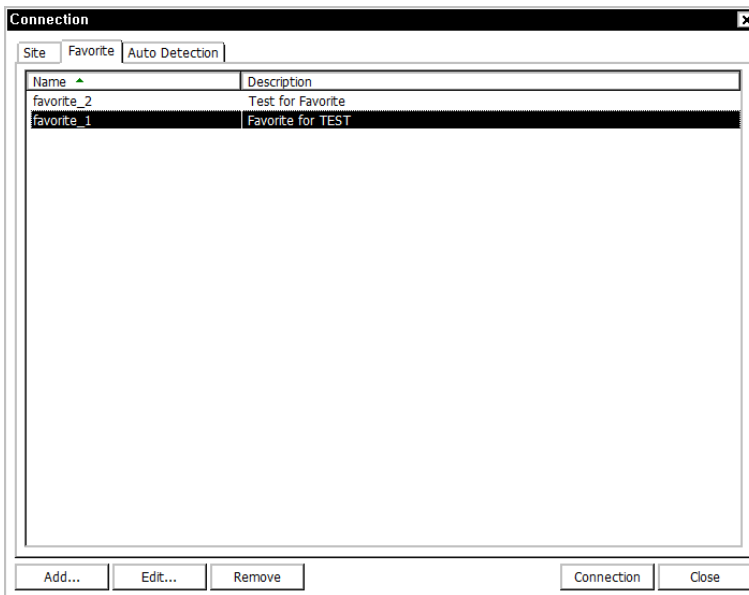 Connection
Site Favorite Auto Detection
Name Description
favorite_2 Test for Favorite
favorite_1 Favorite for TEST
Add... Edit... Remove Connection Close